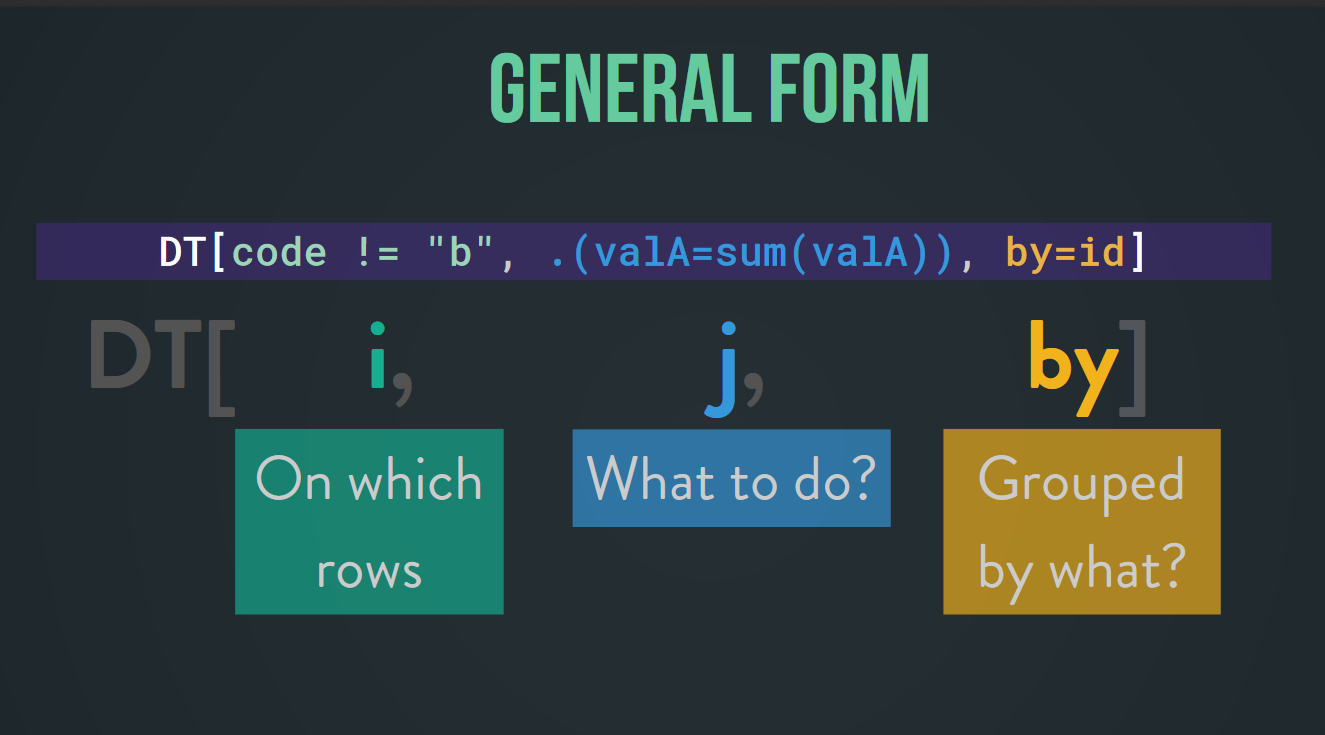 GENERAL FORM
DT[code != "b", .(valA=sum(valA)), by=id]
DT[ i, j, by]
On which
rows
What to do?
Grouped
by what?